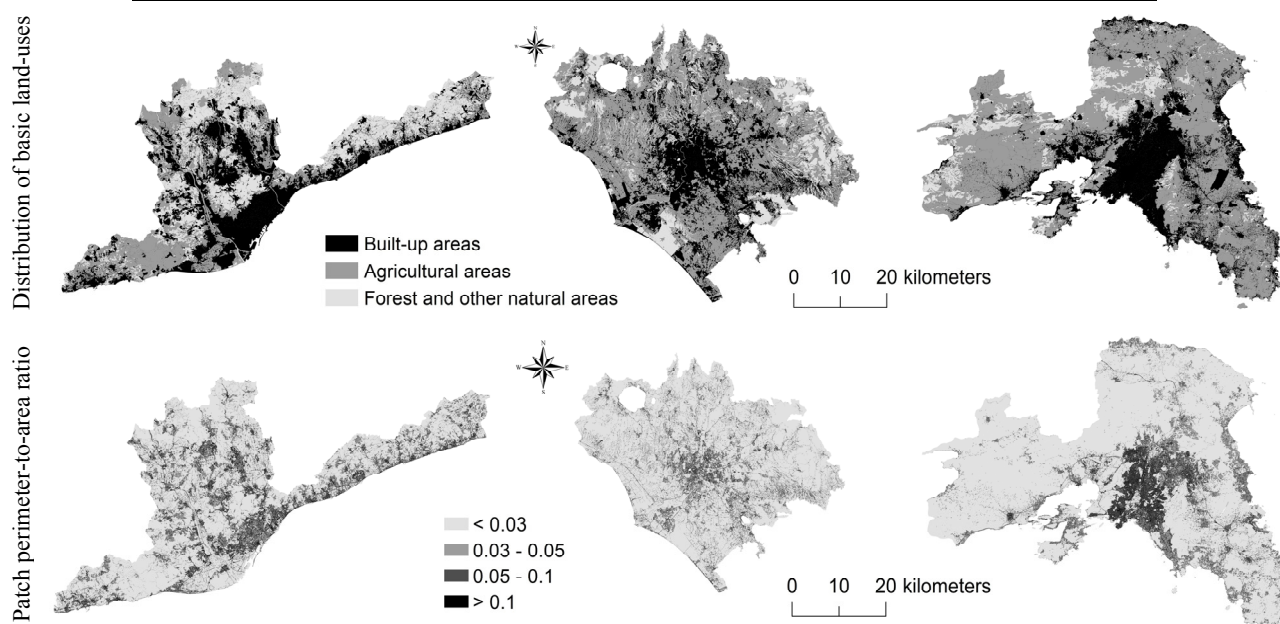 Distribution of basic land-uses
N
W E
S
Built-up areas
Agricultural areas
Forest and other natural areas
0 10 20 kilometers
Patch perimeter-to-area ratio
N
W E
S
< 0.03
0.03 - 0.05
0.05 - 0.1
> 0.1
0 10 20 kilometers